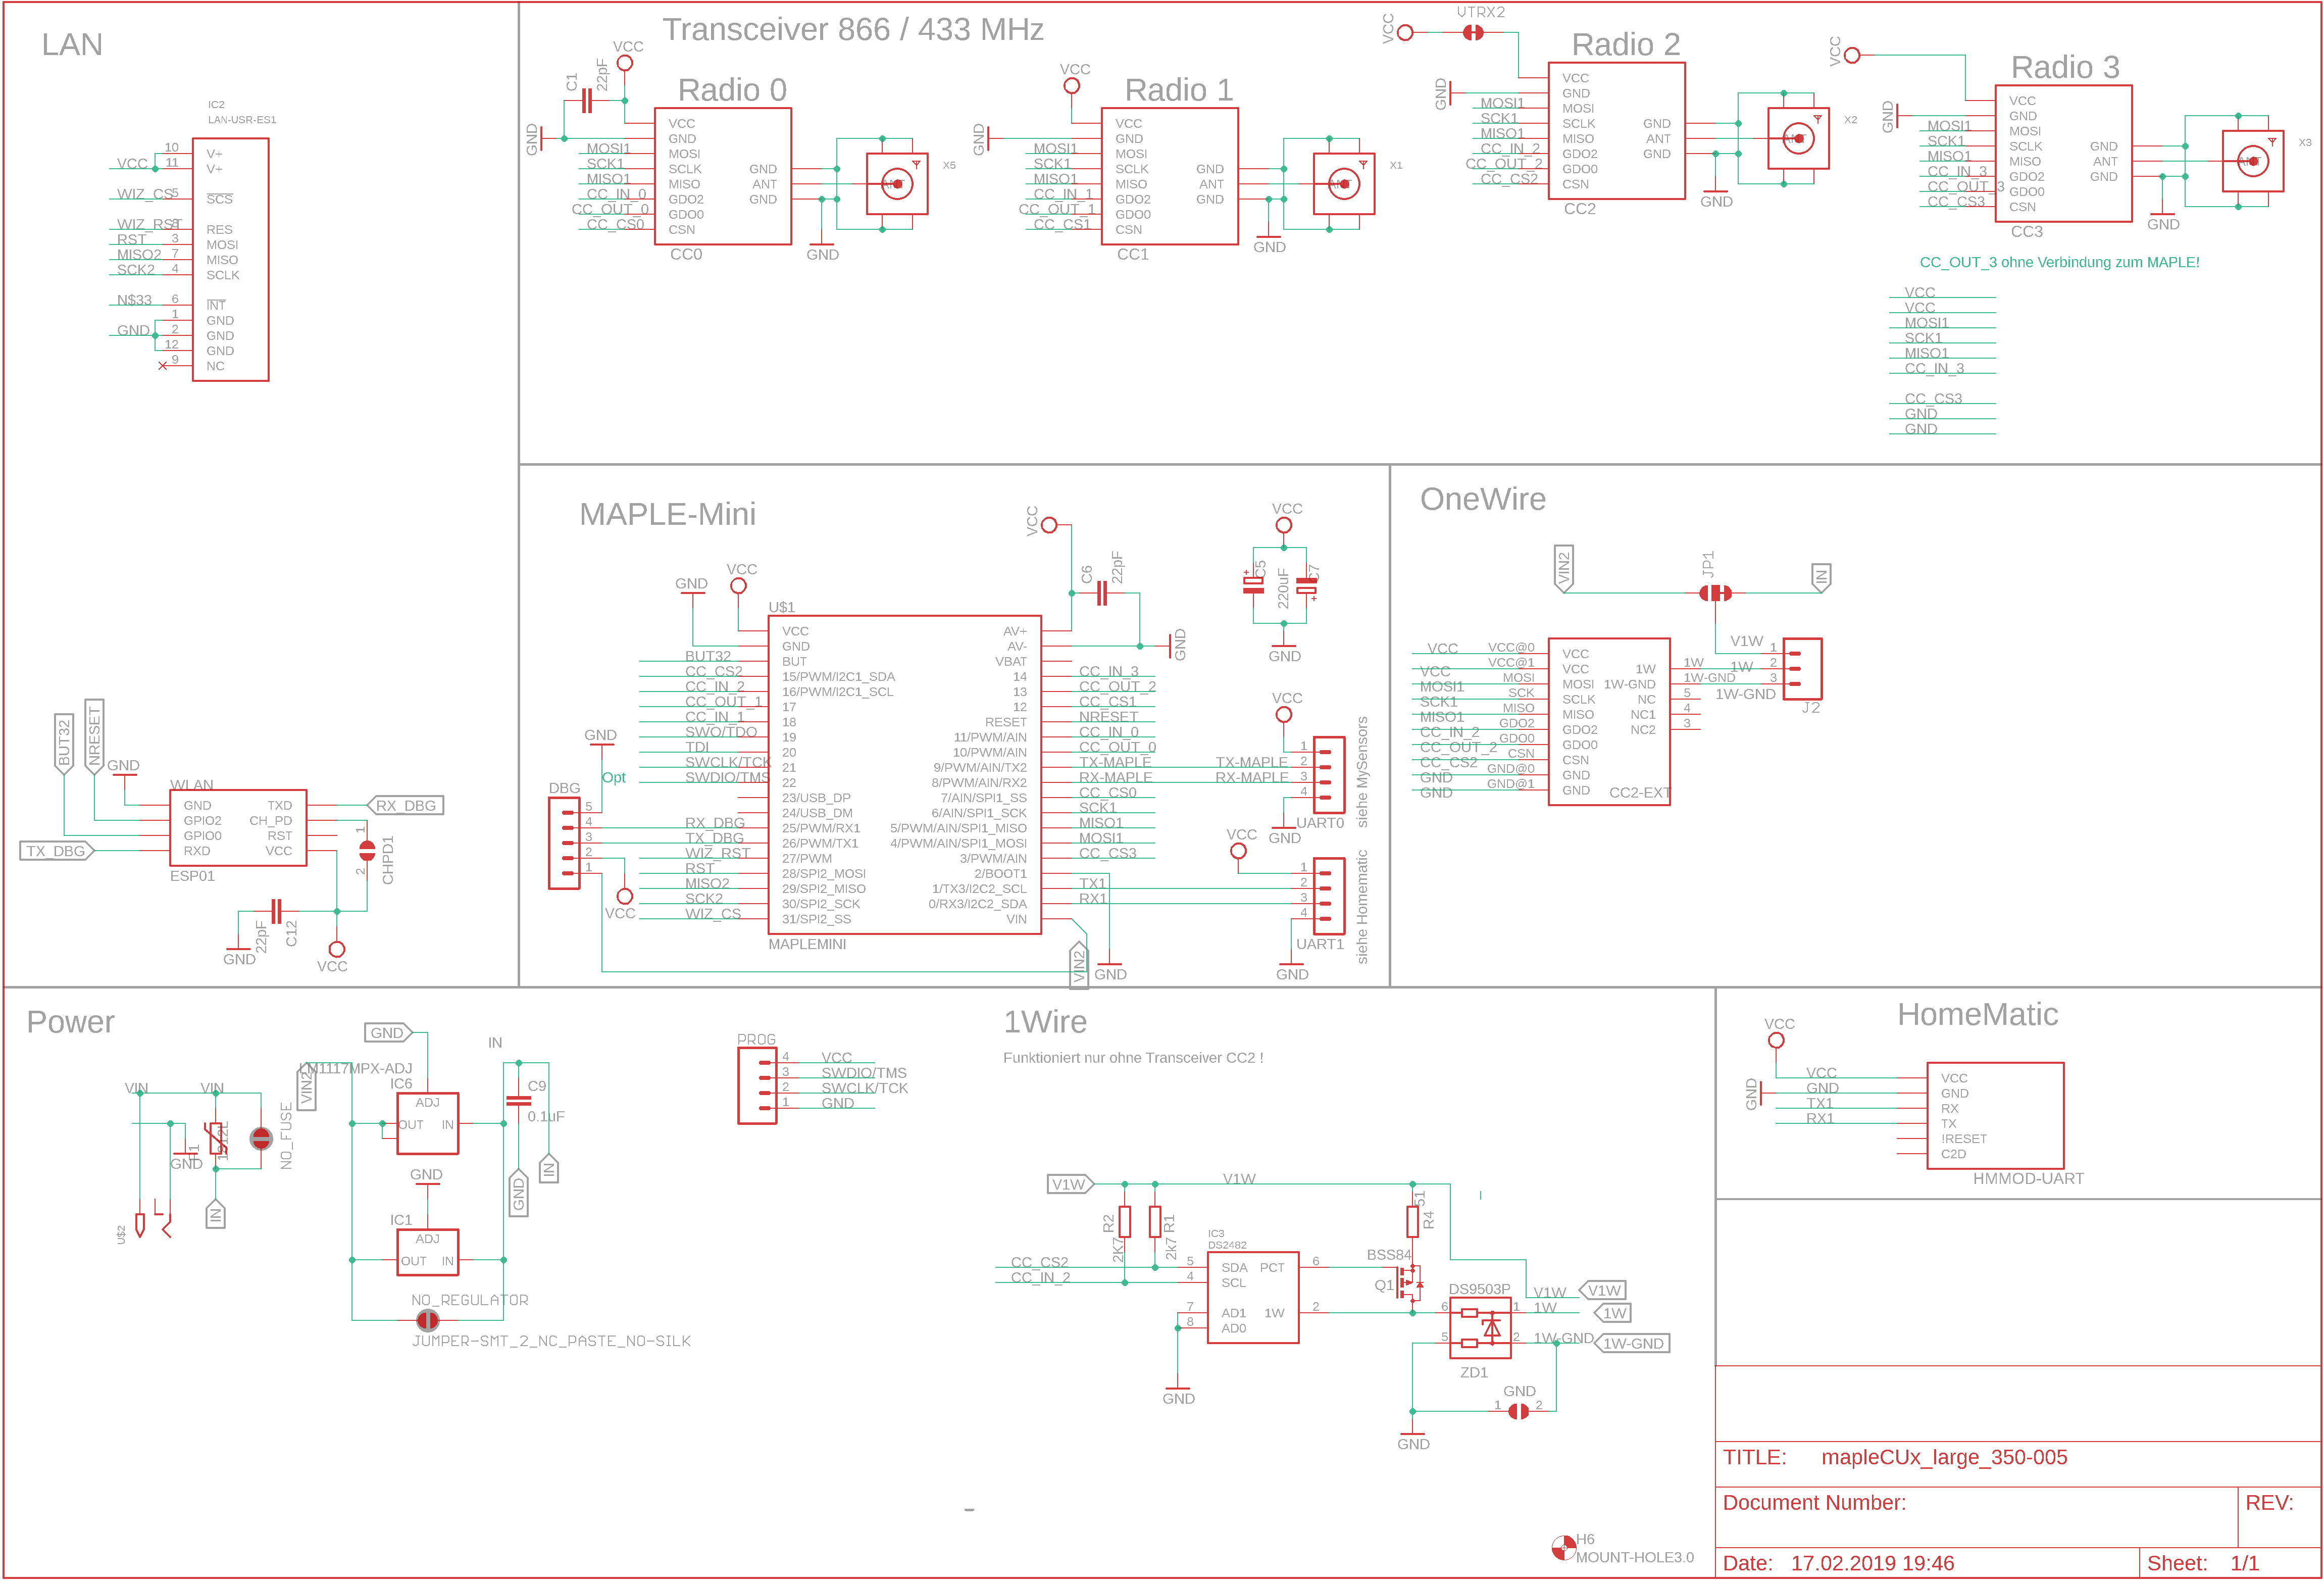 LAN
IC2
LAN-USR-ES1
VCC
10 V+
11 V+
WIZ_CS 5 SCS
WIZ_RST RES
RST 3 MOSI
MISO2 7 MISO
SCK2 4 SCLK
N$33 6 INT
1 GND
GND 2 GND
12 GND
9 NC
Transceiver 866 / 433 MHz
Radio 0
C1
22pF
VCC
GND
VCC
GND
MOSI1 MOSI
SCK1 SCLK GND
MISO1 MISO ANT
CC_IN_0 GDO2 GND
CC_OUT_0 GDO0
CC_CS0 CSN
CC0
GND
ANT
X5
Radio 1
VCC
GND
VCC
GND
MOSI1 MOSI
SCK1 SCLK GND
MISO1 MISO ANT
CC_IN_1 GDO2 GND
CC_OUT_1 GDO0
CC_CS1 CSN
CC1
GND
ANT
X1
Radio 2
VCC
VTRX2
GND
VCC
GND
MOSI1 MOSI
SCK1 SCLK GND
MISO1 MISO ANT
CC_IN_2 GDO2 GND
CC_OUT_2 GDO0
CC_CS2 CSN
CC2
GND
ANT
X2
Radio 3
VCC
GND
VCC
GND
MOSI1 MOSI
SCK1 SCLK GND
MISO1 MISO ANT
CC_IN_3 GDO2 GND
CC_OUT_3 GDO0
CC_CS3 CSN
CC3
GND
ANT
X3
CC_OUT_3 ohne Verbindung zum MAPLE!
VCC
VCC
MOSI1
SCK1
MISO1
CC_IN_3
CC_CS3
GND
GND
BUT32
NRESET
GND
WLAN
GND TXD RX_DBG
GPIO2 CH_PD
GPIO0 RST
TX_DBG RXD VCC
ESP01
1
2
CHPD1
22pF
C12
GND
VCC
MAPLE-Mini
GND
VCC
U$1
VCC
C6
22pF
GND
VCC AV+
GND AV-
BUT32 BUT VBAT
CC_CS2 15/PWM/I2C1_SDA 14 CC_IN_3
CC_IN_2 16/PWM/I2C1_SCL 13 CC_OUT_2
CC_OUT_1 17 12 CC_CS1
CC_IN_1 18 RESET NRESET
SWO/TDO 19 11/PWM/AIN CC_IN_0
TDI 20 10/PWM/AIN CC_OUT_0
SWCLK/TCK 21 9/PWM/AIN/TX2 TX-MAPLE TX-MAPLE
SWDIO/TMS 22 8/PWM/AIN/RX2 RX-MAPLE RX-MAPLE
23/USB_DP 7/AIN/SPI1_SS CC_CS0
24/USB_DM 6/AIN/SPI1_SCK SCK1
RX_DBG 25/PWM/RX1 5/PWM/AIN/SPI1_MISO MISO1
TX_DBG 26/PWM/TX1 4/PWM/AIN/SPI1_MOSI MOSI1
WIZ_RST 27/PWM 3/PWM/AIN CC_CS3
RST 28/SPI2_MOSI 2/BOOT1
MISO2 29/SPI2_MISO 1/TX3/I2C2_SCL TX1
SCK2 30/SPI2_SCK 0/RX3/I2C2_SDA RX1
WIZ_CS 31/SPI2_SS VIN
MAPLEMINI
GND
Opt
DBG
5
4
3
2
1
VCC
VIN2
GND
VCC
C5
220uF
C7
GND
VCC
1
2
3
4
GND
UART0
siehe MySensors
VCC
1
2
3
4
UART1
GND
siehe Homematic
OneWire
VIN2
JP1
IN
VCC VCC@0 VCC
VCC VCC@1 VCC 1W 1W
MOSI1 MOSI MOSI 1W-GND 1W-GND
SCK1 SCK SCLK NC 5
MISO1 MISO MISO NC1 4
CC_IN_2 GDO2 GDO2 NC2 3
CC_OUT_2 GDO0 GDO0
CC_CS2 CSN CSN
GND GND@0 GND
GND GND@1 GND
CC2-EXT
V1W 1
1W 2
1W-GND 3
J2
Power
VIN VIN
GND
F1
1812L
NO_FUSE
U$2
IN
VIN2
GND
LM1117MPX-ADJ
IC6
ADJ
OUT IN
GND
IC1
ADJ
OUT IN
NO_REGULATOR
JUMPER-SMT_2_NC_PASTE_NO-SILK
IN
C9
0.1uF
GND
IN
PROG
4 VCC
3 SWDIO/TMS
2 SWCLK/TCK
1 GND
1Wire
Funktioniert nur ohne Transceiver CC2 !
V1W
V1W
R2
2K7
R1
2k7
IC3
DS2482
CC_CS2 5 SDA PCT 6
CC_IN_2 4 SCL
7 AD1 1W 2
8 AD0
GND
51
R4
BSS84
Q1
DS9503P
6 1
5 2
ZD1
V1W V1W
1W 1W
1W-GND 1W-GND
GND
1 2
GND
HomeMatic
VCC
GND
VCC VCC
GND GND
TX1 RX
RX1 TX
!RESET
C2D
HMMOD-UART
H6
MOUNT-HOLE3.0
TITLE: mapleCUx_large_350-005
Document Number:
REV:
Date: 17.02.2019 19:46
Sheet: 1/1